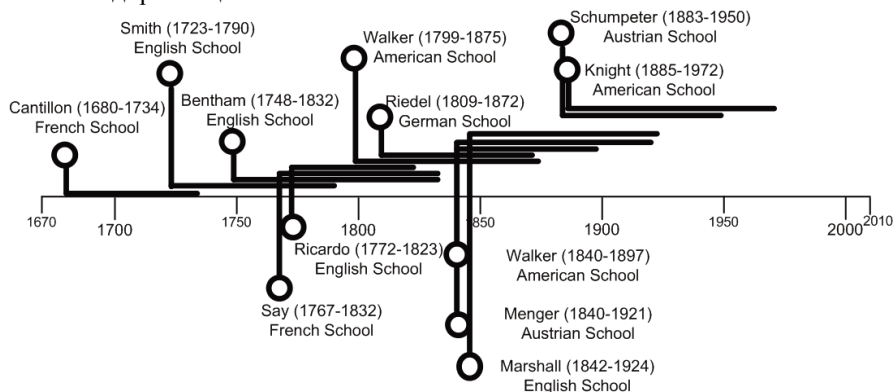 Smith (1723-1790)
English School
Walker (1799-1875)
American School
Schumpeter (1883-1950)
Austrian School
Knight (1885-1972)
American School
Cantillon (1680-1734)
French School
Bentham (1748-1832)
English School
Riedel (1809-1872)
German School
1670
1700
1750
1800
1850
1900
1950
2000
2010
Ricardo (1772-1823)
English School
Say (1767-1832)
French School
Walker (1840-1897)
American School
Menger (1840-1921)
Austrian School
Marshall (1842-1924)
English School